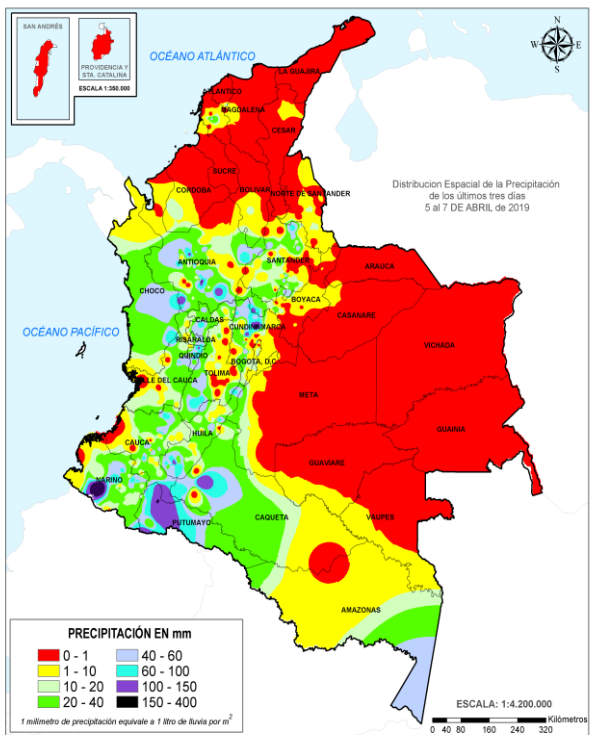 SAN ANDRÉS
PROVIDENCIA Y
STA. CATALINA
ESCALA 1:350.000
OCÉANO ATLÁNTICO
N
W
E
S
LA GUAJIRA
ATLANTICO
MAGDALENA
CESAR
SUCRE
CORDOBA
BOLIVAR
NORTE DE SANTANDER
Distribucion Espacial de la Precipitación
de los últimos tres días
5 al 7 DE ABRIL de 2019
ANTIOQUIA
SANTANDER
ARAUCA
CHOCO
BOYACA
CASANARE
OCÉANO PACÍFICO
CALDAS
CUNDINAMARCA
RISARALDA
VICHADA
QUINDIO
BOGOTA, D.C.
TOLIMA
VALLE DEL CAUCA
META
GUAINIA
HUILA
CAUCA
GUAVIARE
NARIÑO
PUTUMAYO
CAQUETA
VAUPES
AMAZONAS
PRECIPITACIÓN EN mm
0 - 1
40 - 60
1 - 10
60 - 100
10 - 20
100 - 150
20 - 40
150 - 400
1 milimetro de precipitación equivale a 1 litro de lluvia por m²
ESCALA: 1:4.200.000
Kilómetros
0 40 80 160 240 320